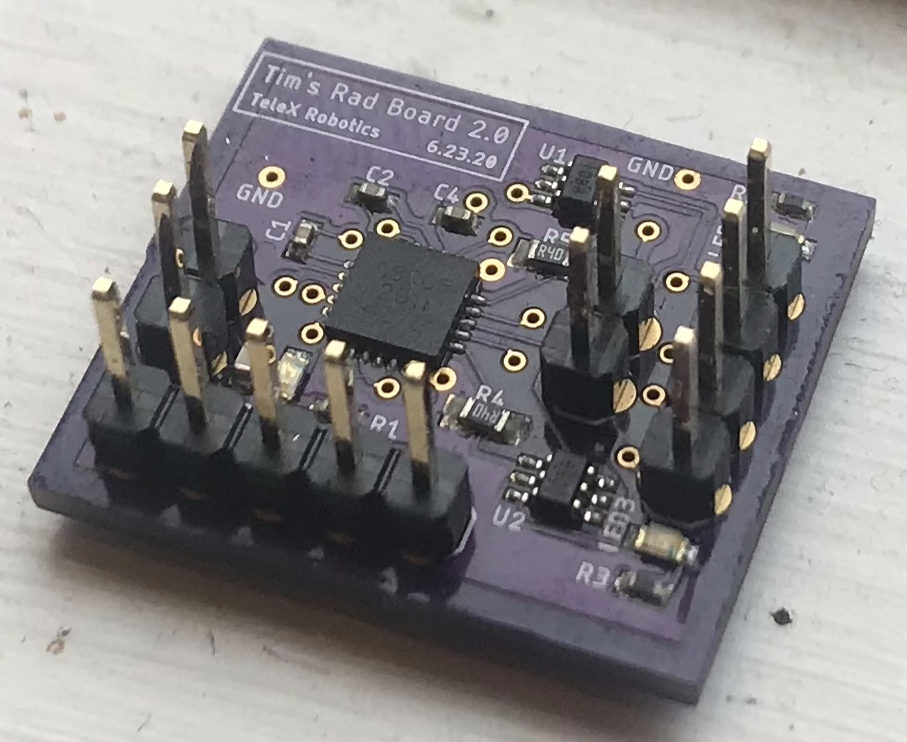 Tim's Rad Board 2.0
TeleX Robotics
6.23.20
U1
GND
GND
C2
C4
C1
R40
R4
R40
R1
U2
LED3
R3